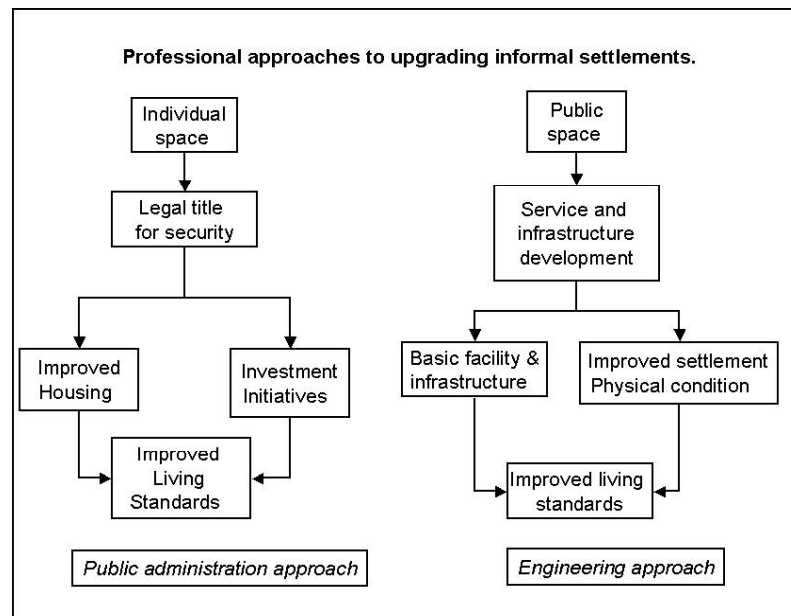 Professional approaches to upgrading informal settlements.
Individual
space
Legal title
for security
Improved
Housing
Investment
Initiatives
Improved
Living
Standards
Public administration approach
Public
space
Service and
infrastructure
development
Basic facility &
infrastructure
Improved settlement
Physical condition
Improved living
standards
Engineering approach